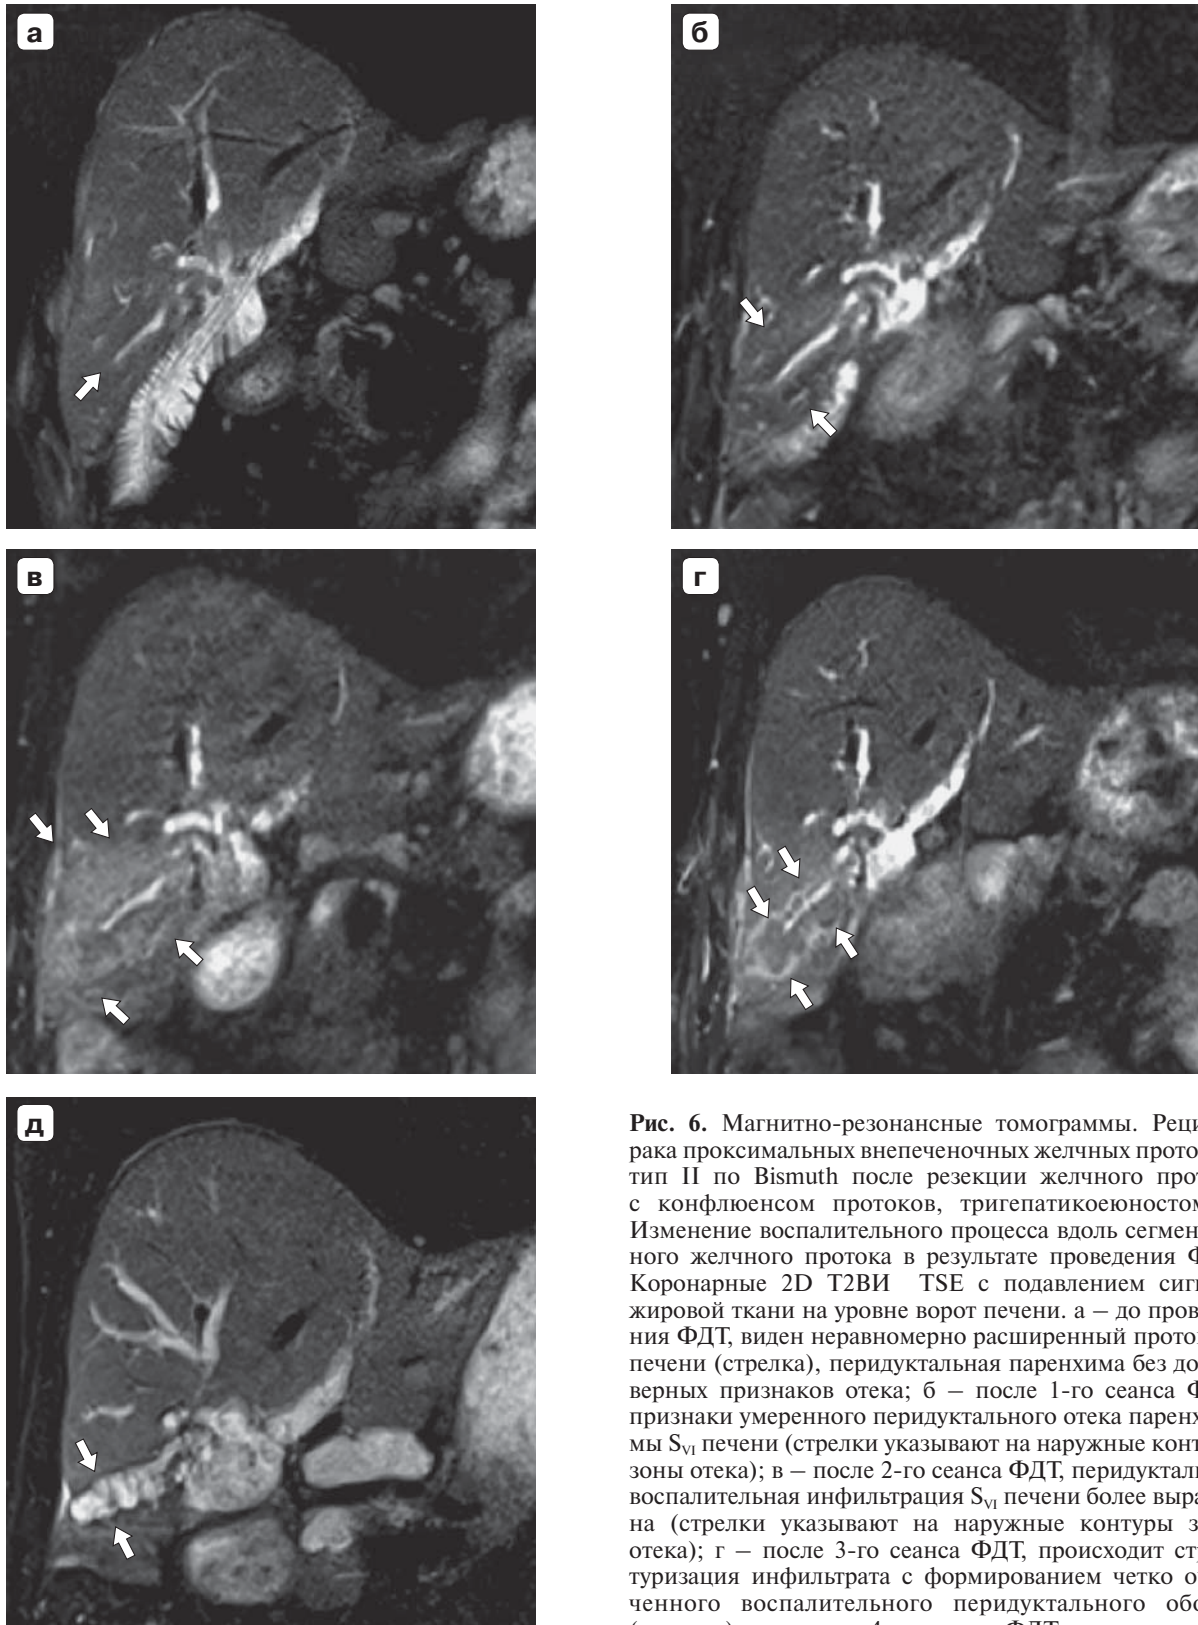 а
б
в
г
д
Рис. 6. Магнитно-резонансные томограммы. Реци
рака проксимальных внепеченочных желчных прото
тип II по Bismuth после резекции желчного прот
с конфлюенсом протоков, тригепатикоеюностом
Изменение воспалительного процесса вдоль сегмен
ного желчного протока в результате проведения Ф
Коронарные 2D Т2ВИ TSE с подавлением сиг
жировой ткани на уровне ворот печени. а – до прове
ния ФДТ, виден неравномерно расширенный прото
печени (стрелка), перидуктальная паренхима без до
верных признаков отека; б – после 1-го сеанса Ф
признаки умеренного перидуктального отека паренх
мы SVI печени (стрелки указывают на наружные конт
зоны отека); в – после 2-го сеанса ФДТ, перидуктал
воспалительная инфильтрация SVI печени более выра
на (стрелки указывают на наружные контуры з
отека); г – после 3-го сеанса ФДТ, происходит стр
туризация инфильтрата с формированием четко о
ченного воспалительного перидуктального обо